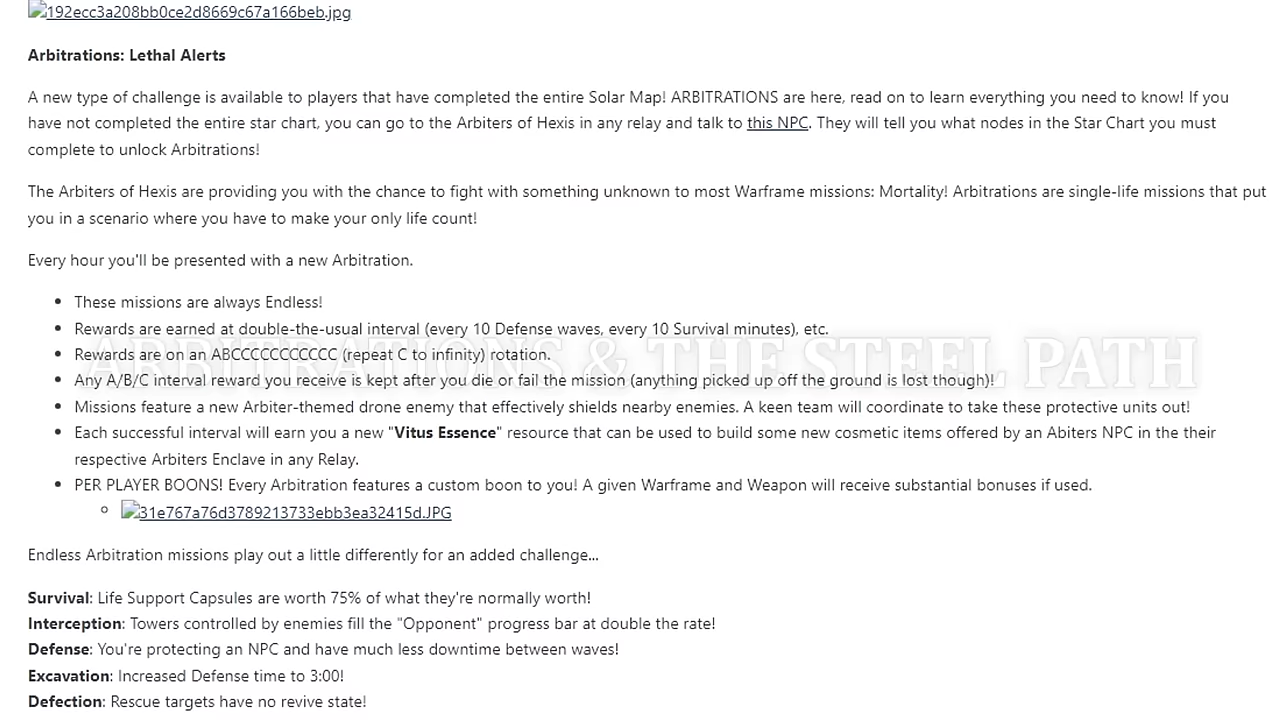 192ecc3a208bb0ce2d8669c67a166beb.jpg
Arbitrations: Lethal Alerts
A new type of challenge is available to players that have completed the entire Solar Map! ARBITRATIONS are here, read on to learn everything you need to know! If you
have not completed the entire star chart, you can go to the Arbiters of Hexis in any relay and talk to this NPC. They will tell you what nodes in the Star Chart you must
complete to unlock Arbitrations!
The Arbiters of Hexis are providing you with the chance to fight with something unknown to most Warframe missions: Mortality! Arbitrations are single-life missions that put
you in a scenario where you have to make your only life count!
Every hour you'll be presented with a new Arbitration.
• These missions are always Endless!
• Rewards are earned at double-the-usual interval (every 10 Defense waves, every 10 Survival minutes), etc.
• Rewards are on an ABCCCCCCCCCCC (repeat C to infinity) rotation.
ARBITRATIONS & THE STEEL PATH
• Any A/B/C interval reward you receive is kept after you die or fail the mission (anything picked up off the ground is lost though)!
• Missions feature a new Arbiter-themed drone enemy that effectively shields nearby enemies. A keen team will coordinate to take these protective units out!
• Each successful interval will earn you a new "Vitus Essence" resource that can be used to build some new cosmetic items offered by an Abiters NPC in the their
respective Arbiters Enclave in any Relay.
• PER PLAYER BOONS! Every Arbitration features a custom boon to you! A given Warframe and Weapon will receive substantial bonuses if used.
31e767a76d3789213733ebb3ea32415d.JPG
Endless Arbitration missions play out a little differently for an added challenge...
Survival: Life Support Capsules are worth 75% of what they're normally worth!
Interception: Towers controlled by enemies fill the "Opponent" progress bar at double the rate!
Defense: You're protecting an NPC and have much less downtime between waves!
Excavation: Increased Defense time to 3:00!
Defection: Rescue targets have no revive state!